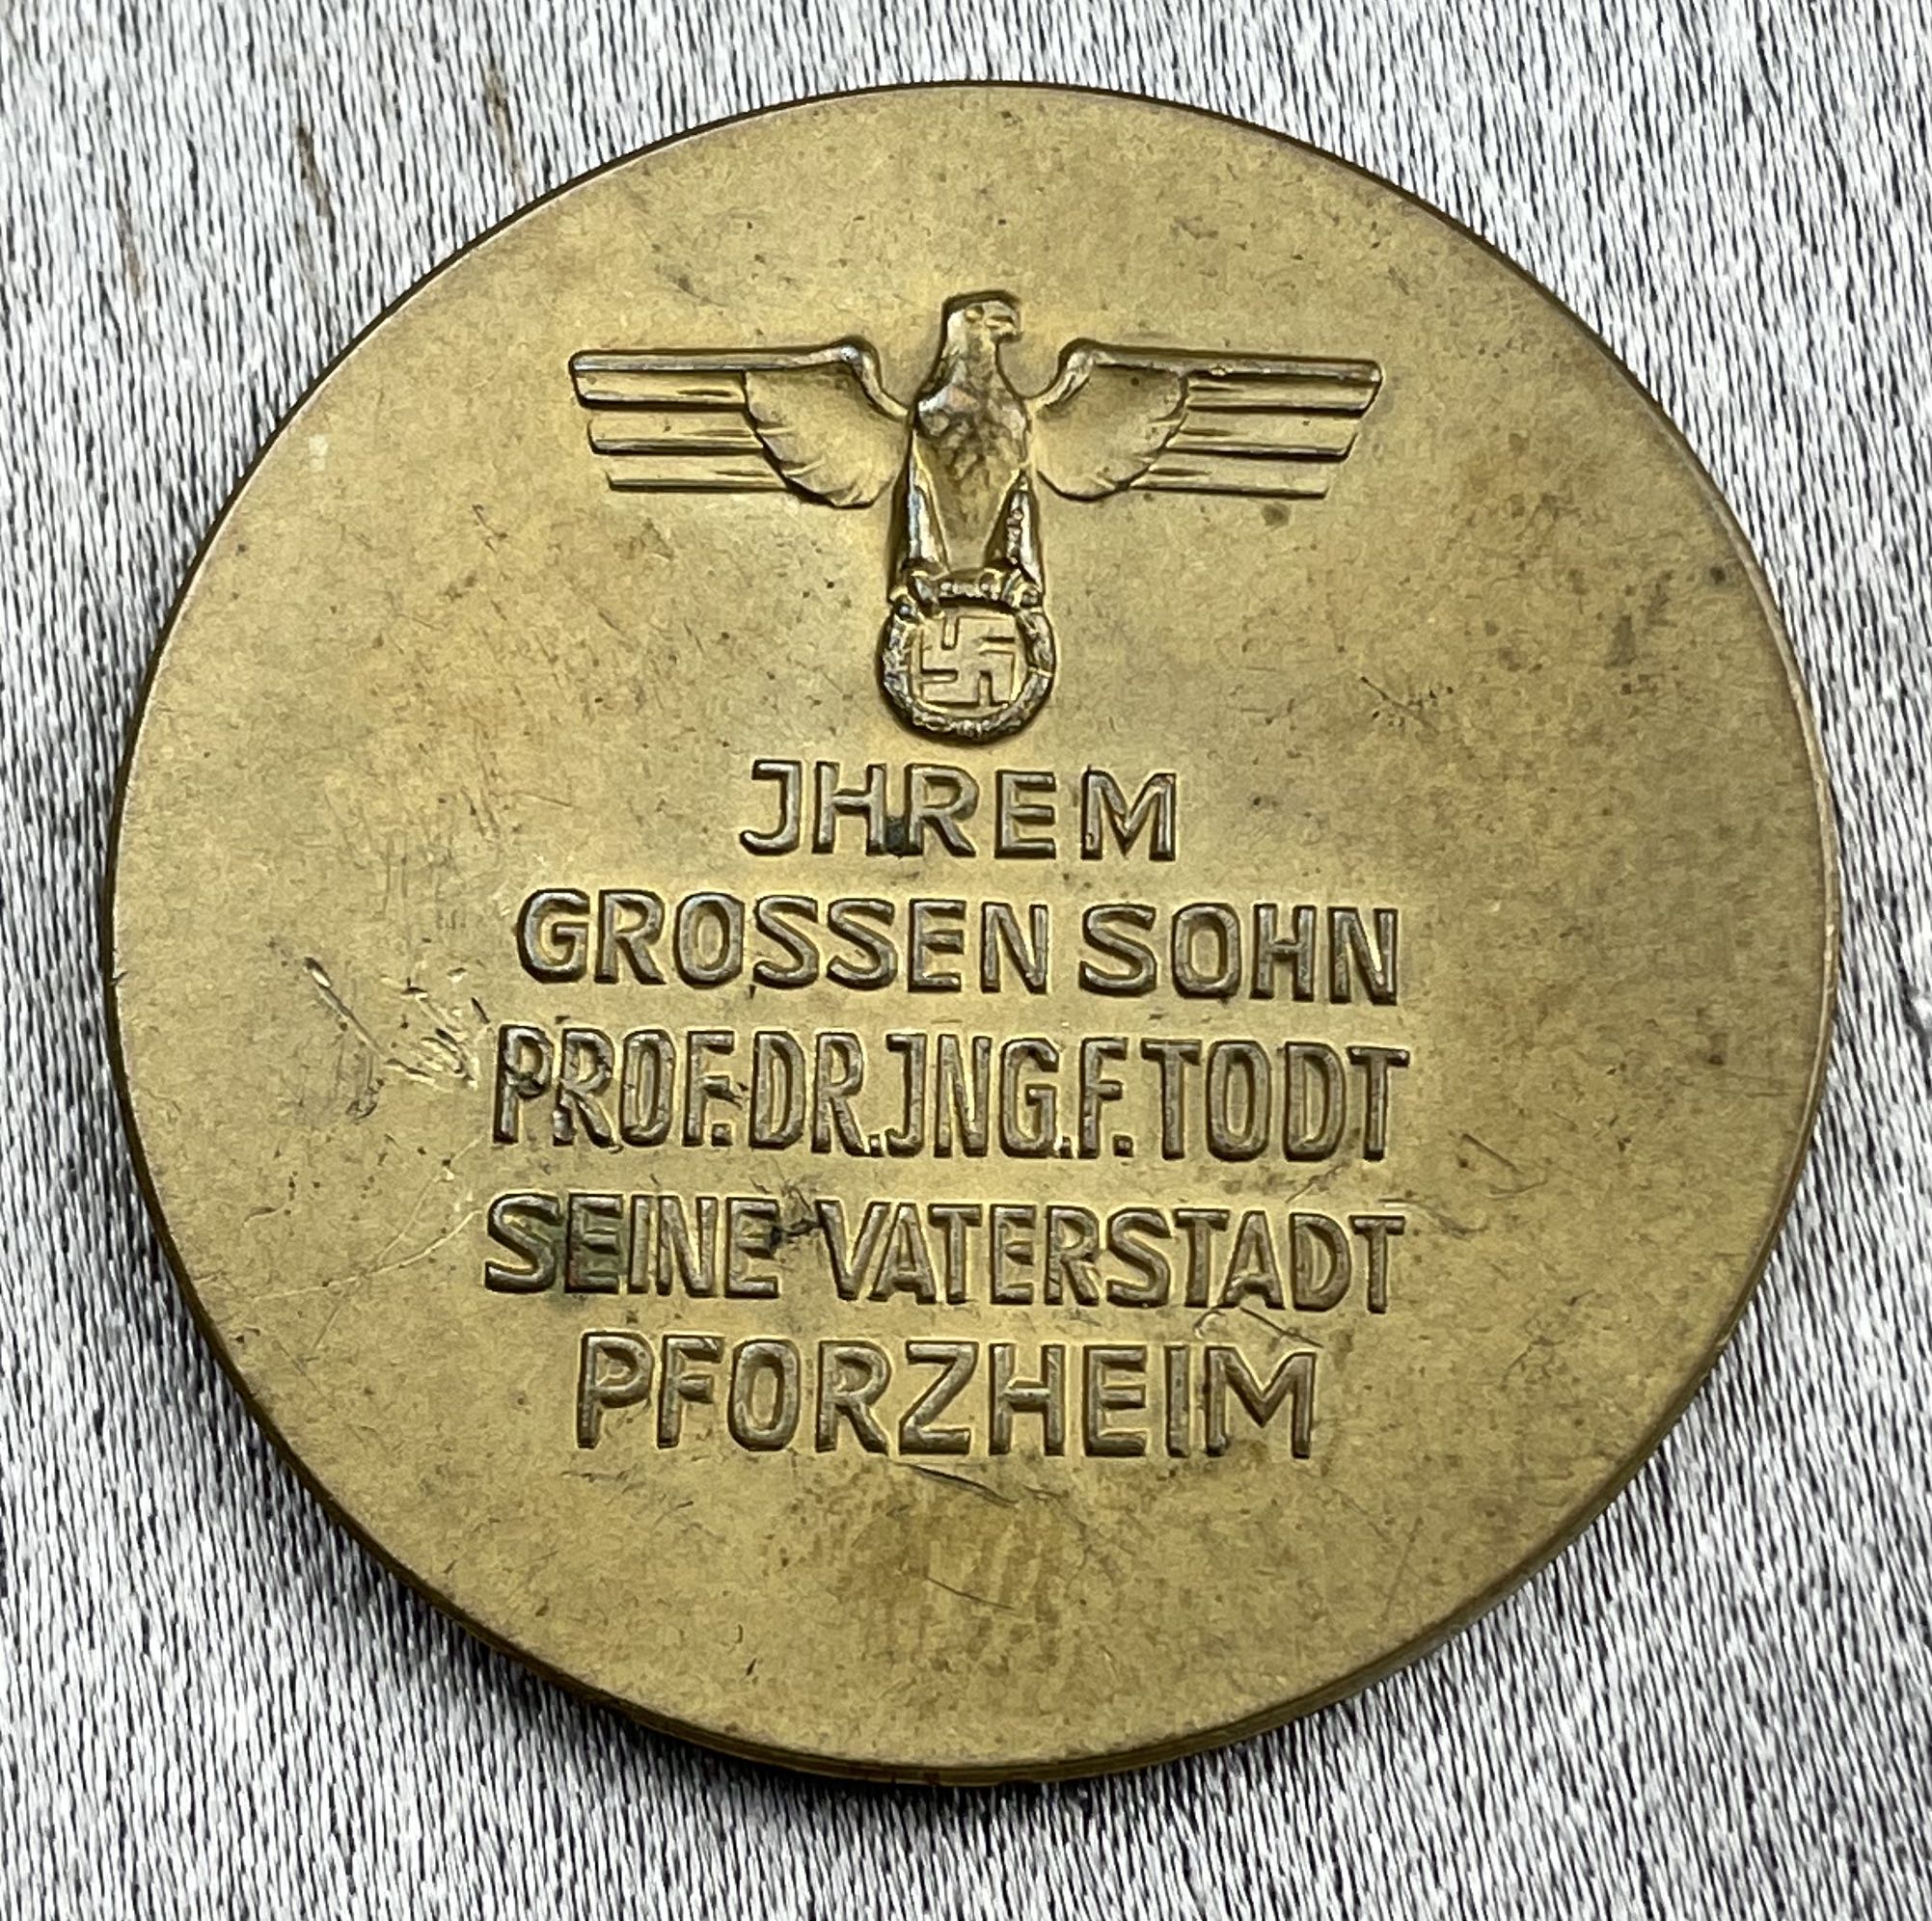 JHREM
GROSSEN SOHN
PROF.DR.JNG.F.TODT
SEINE VATERSTADT
PFORZHEIM